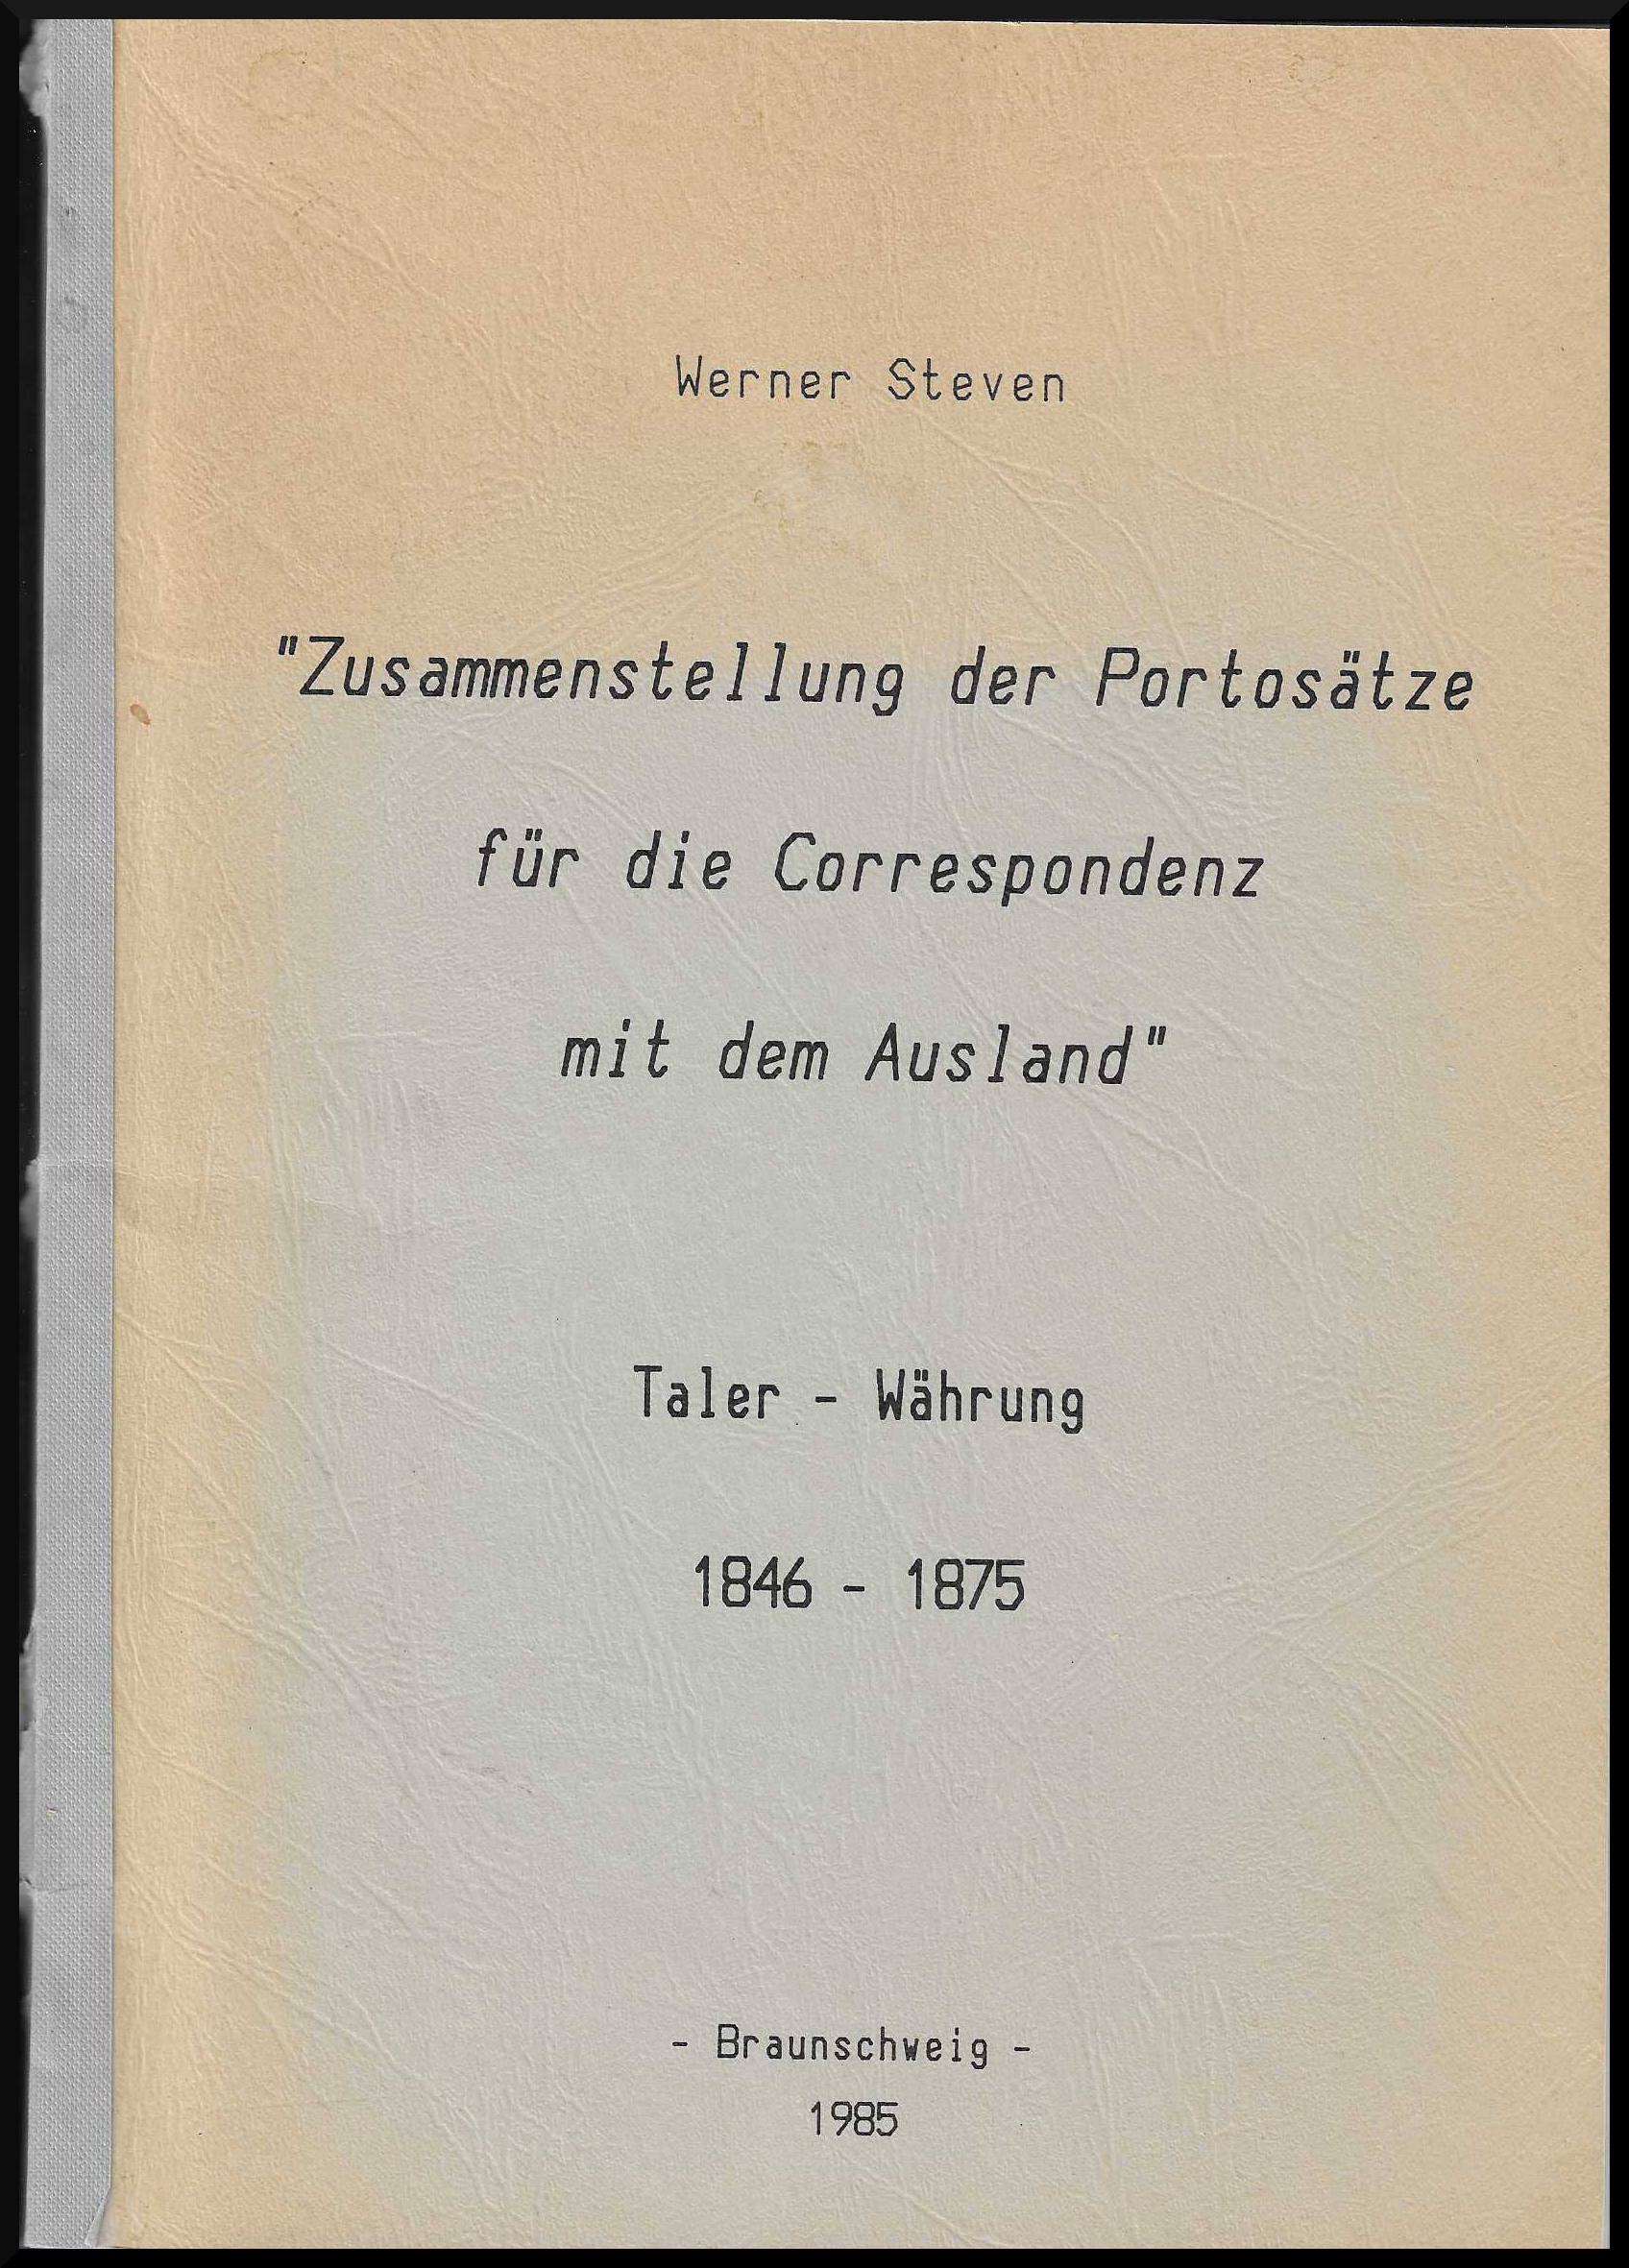 Werner Steven
"Zusammenstellung der Portosätze
für die Correspondenz
mit dem Ausland"
Taler - Währung
1846 - 1875
- Braunschweig -
1985